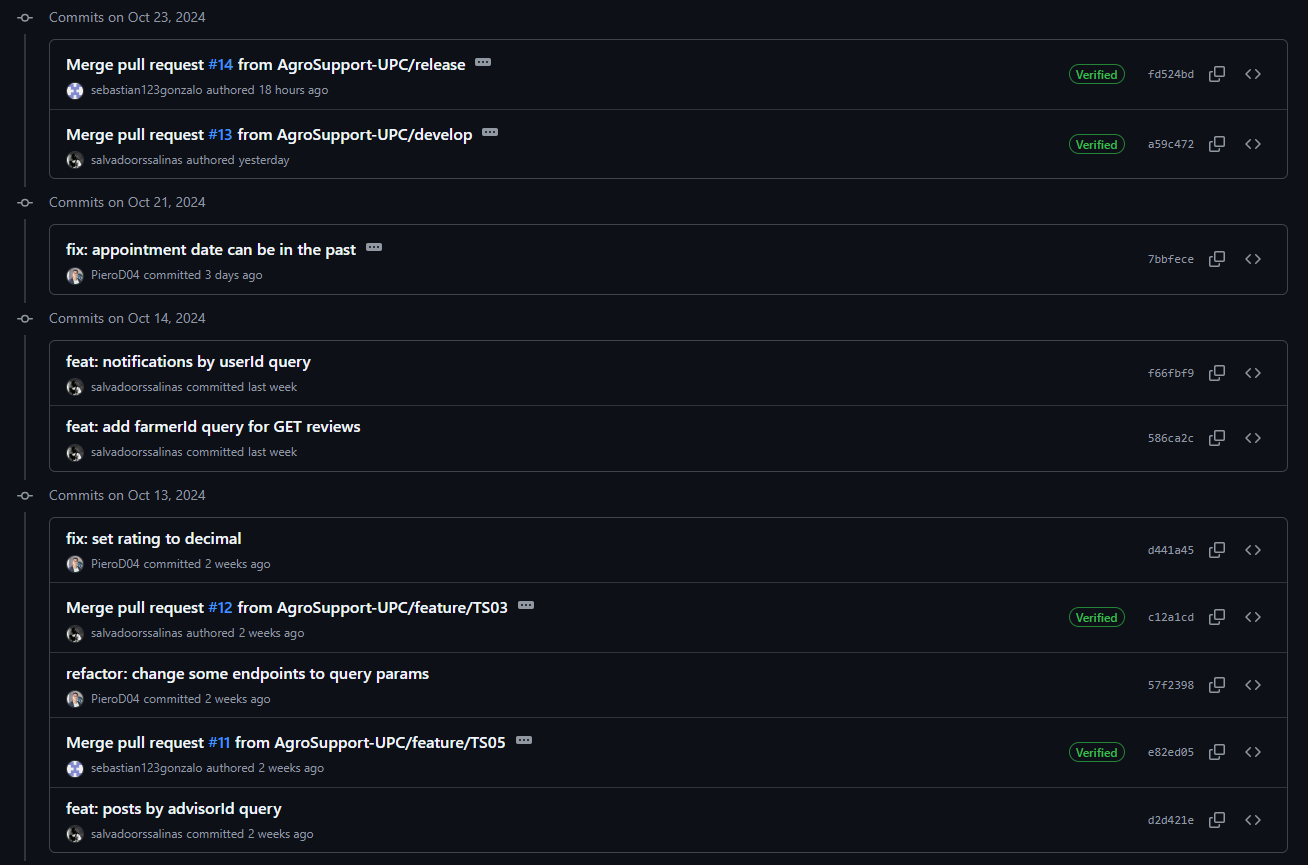 Commits on Oct 23, 2024
Merge pull request #14 from AgroSupport-UPC/release
Verified
fd524bd
sebastian123gonzalo authored 18 hours ago
Merge pull request #13 from AgroSupport-UPC/develop
Verified
a59c472
salvadoorssalinas authored yesterday
Commits on Oct 21, 2024
fix: appointment date can be in the past
7bbfece
PieroD04 committed 3 days ago
Commits on Oct 14, 2024
feat: notifications by userId query
f66fbf9
salvadoorssalinas committed last week
feat: add farmerId query for GET reviews
586ca2c
salvadoorssalinas committed last week
Commits on Oct 13, 2024
fix: set rating to decimal
d441a45
PieroD04 committed 2 weeks ago
Merge pull request #12 from AgroSupport-UPC/feature/TS03
Verified
c12a1cd
salvadoorssalinas authored 2 weeks ago
refactor: change some endpoints to query params
57f2398
PieroD04 committed 2 weeks ago
Merge pull request #11 from AgroSupport-UPC/feature/TS05
Verified
e82ed05
sebastian123gonzalo authored 2 weeks ago
feat: posts by advisorId query
d2d421e
salvadoorssalinas committed 2 weeks ago